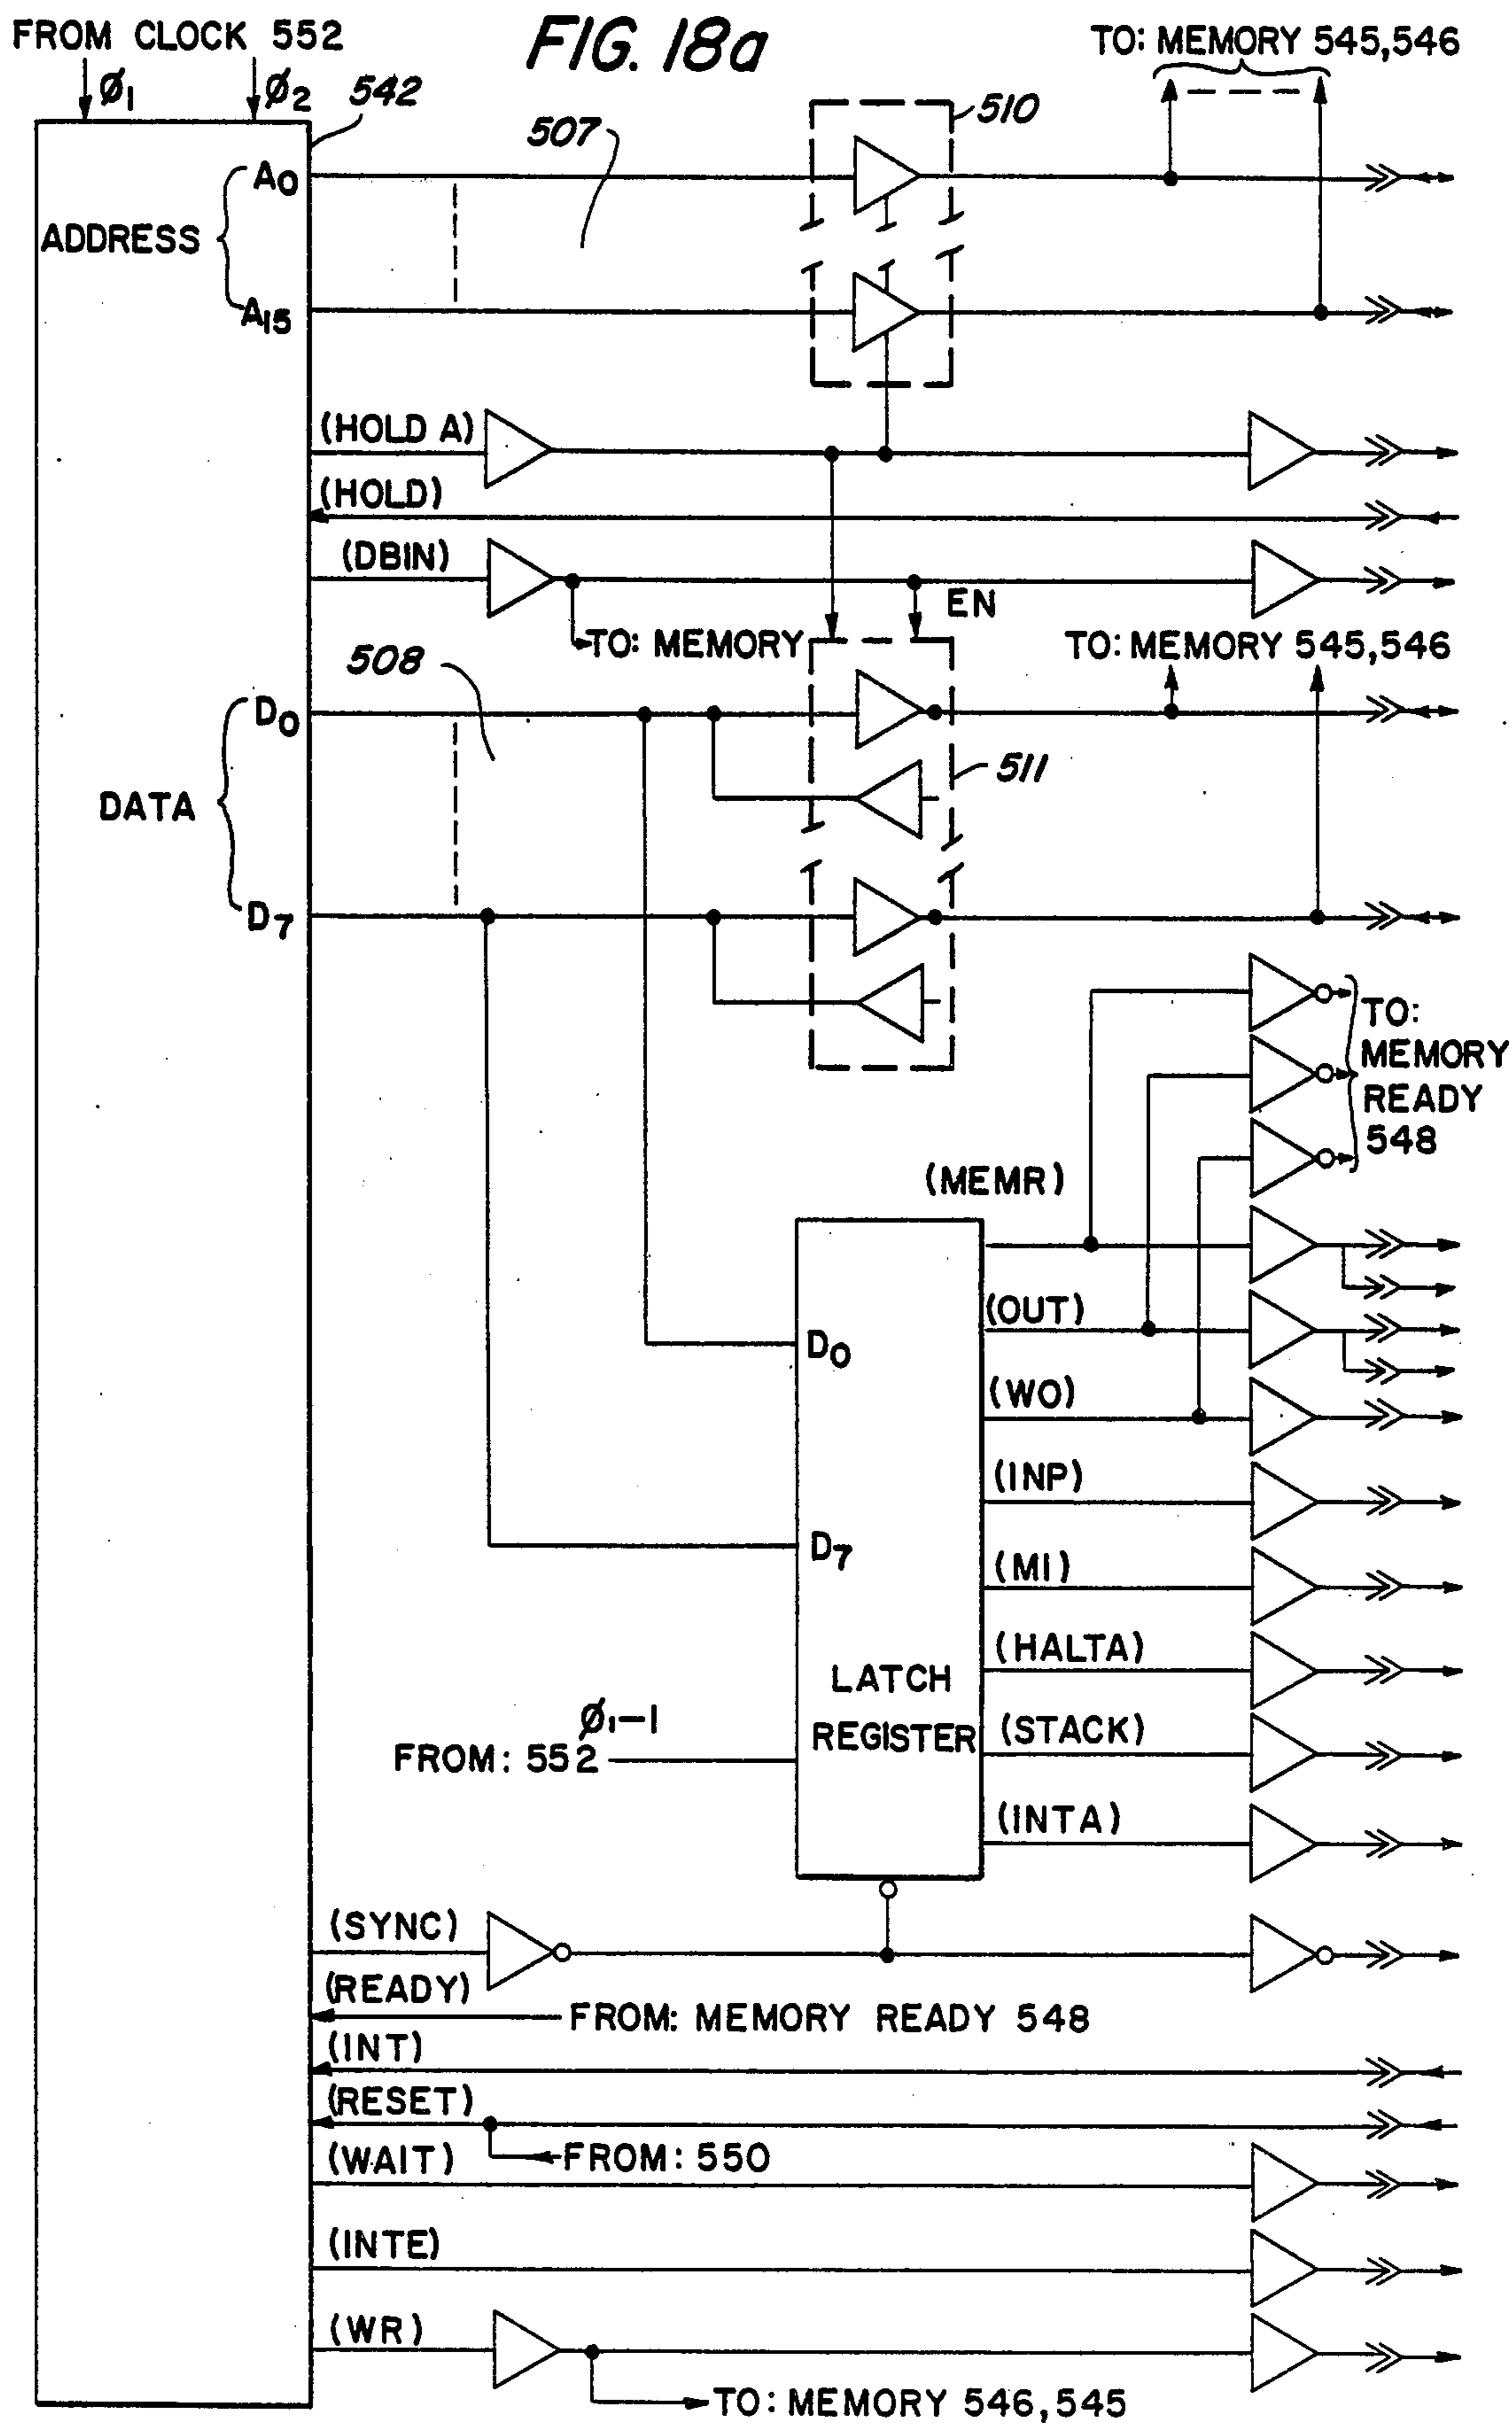 FROM CLOCK 552
FIG. 18a
TO: MEMORY 545,546
Ø1
Ø2
542
507
510
A0
ADDRESS
A15
(HOLD A)
(HOLD)
(DBIN)
EN
TO: MEMORY
TO: MEMORY 545,546
508
D0
511
DATA
D7
TO:
MEMORY
READY
548
(MEMR)
(OUT)
D0
(WO)
(INP)
D7
(MI)
(HALTA)
LATCH
REGISTER
Ø1-1
FROM: 552
(STACK)
(INTA)
(SYNC)
(READY)
FROM: MEMORY READY 548
(INT)
(RESET)
FROM: 550
(WAIT)
(INTE)
(WR)
TO: MEMORY 546,545